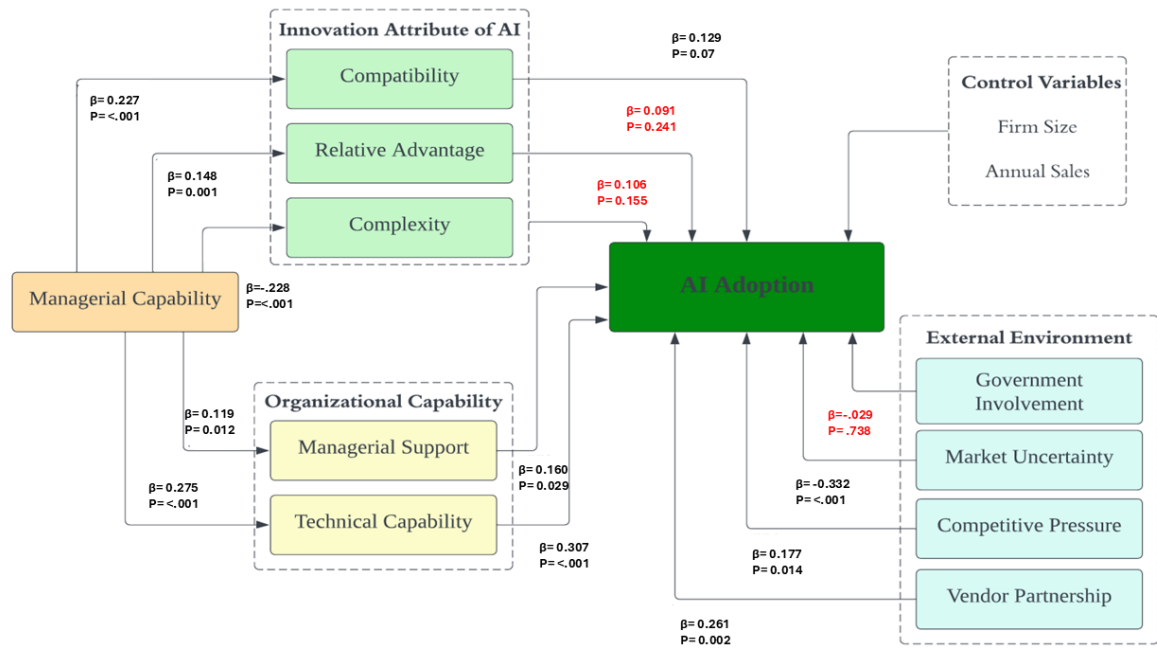 Innovation Attribute of AI
Compatibility
Relative Advantage
Complexity
β= 0.129
P= 0.07
β= 0.091
P= 0.241
β= 0.106
P= 0.155
Control Variables
Firm Size
Annual Sales
β= 0.227
P=<.001
β= 0.148
P= 0.001
Managerial Capability
β=-.228
P=<.001
AI Adoption
β= 0.119
P= 0.012
β= 0.275
P=<.001
Organizational Capability
Managerial Support
Technical Capability
β= 0.160
P= 0.029
β= 0.307
P=<.001
External Environment
Government
Involvement
Market Uncertainty
Competitive Pressure
Vendor Partnership
β=-.029
P= .738
β= -0.332
P=<.001
β= 0.177
P= 0.014
β= 0.261
P= 0.002